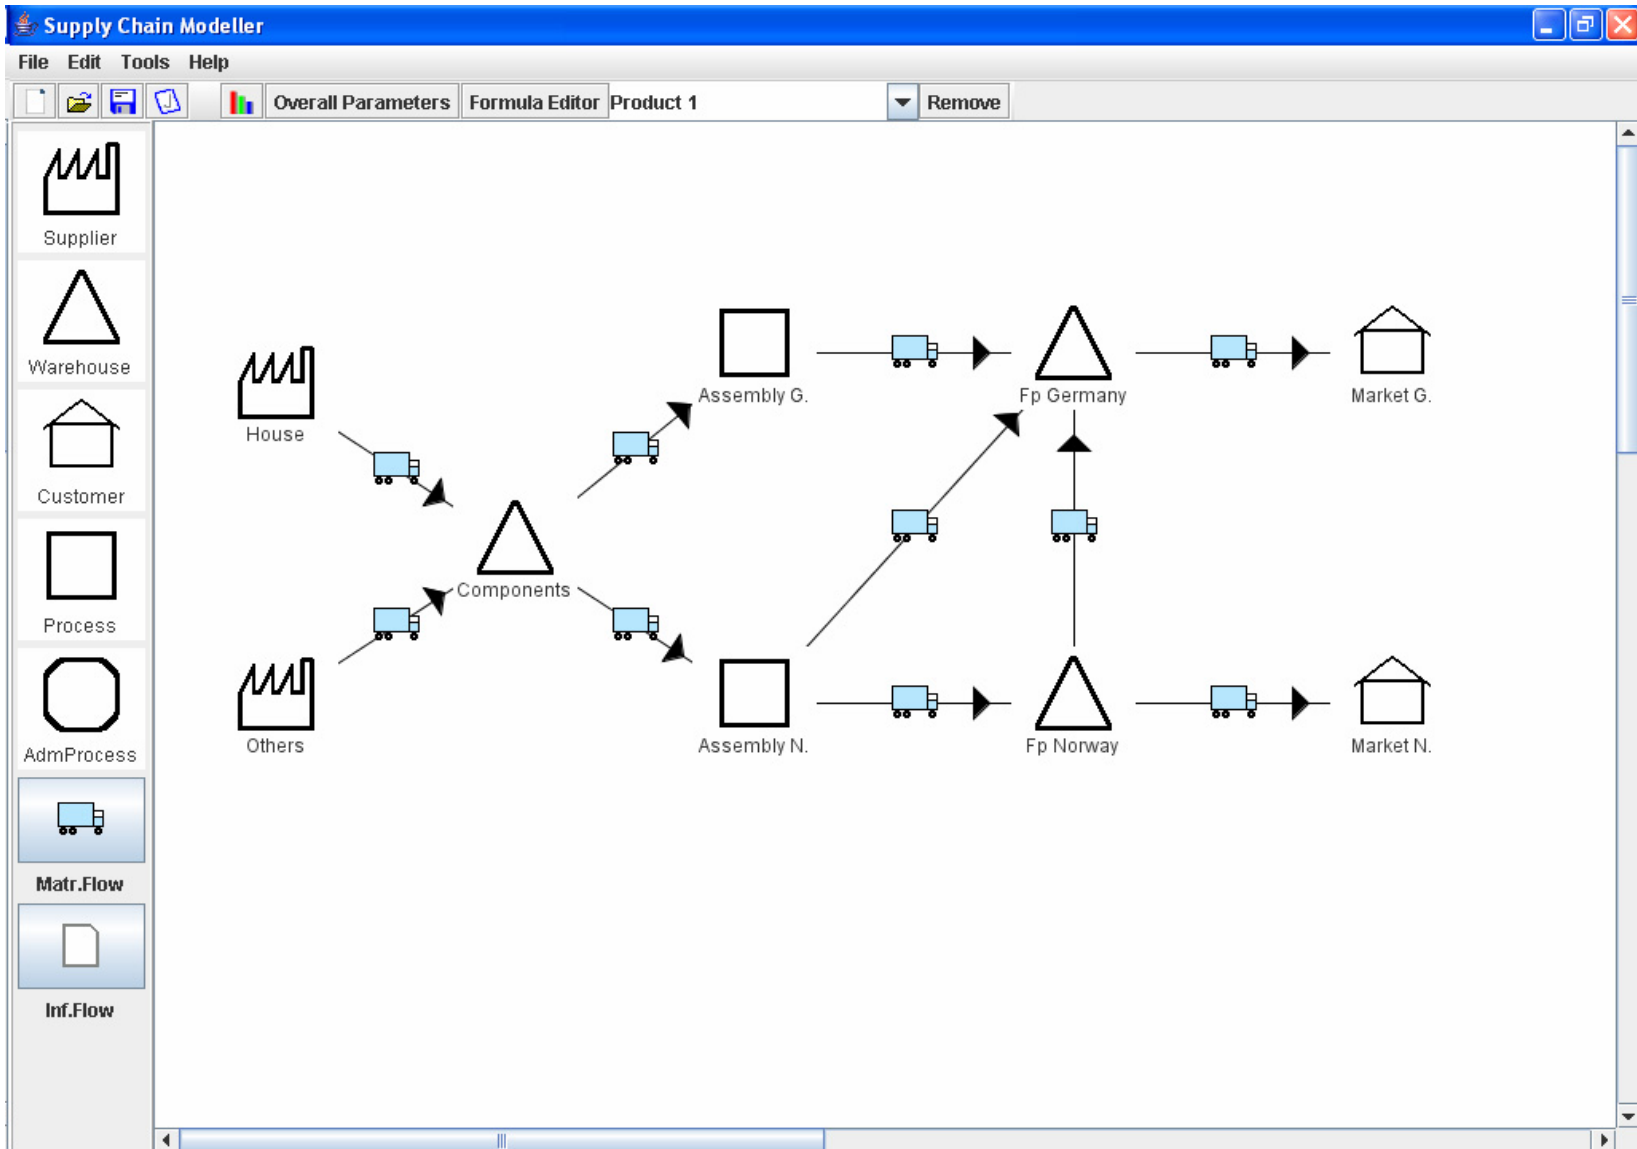 Supply Chain Modeller
File Edit Tools Help
Overall Parameters Formula Editor Product 1 Remove
Supplier
Warehouse
Customer
Process
AdmProcess
Matr.Flow
Inf.Flow
House
Others
Components
Assembly G.
Assembly N.
Fp Germany
Fp Norway
Market G.
Market N.